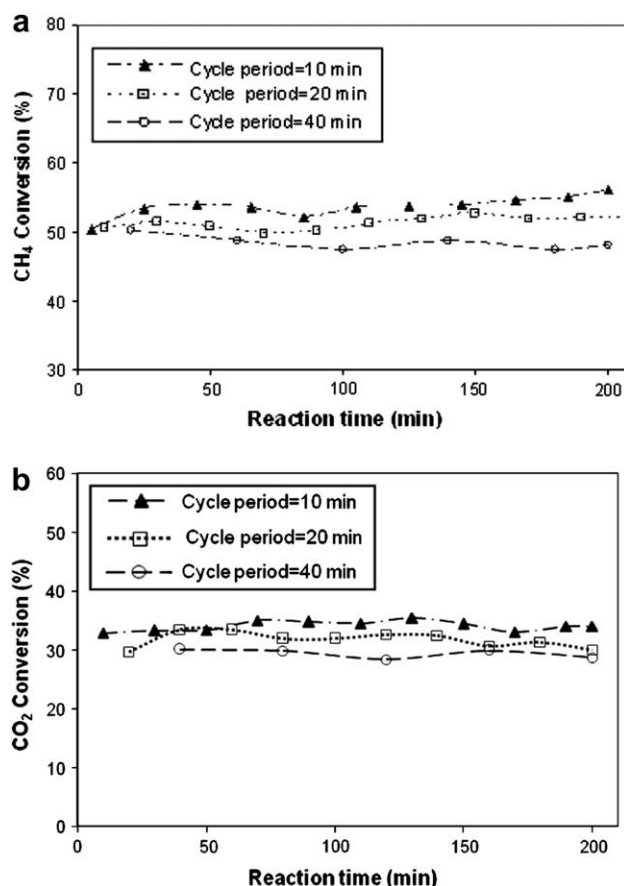 a
80
70
60
50
40
30
CH₄ Conversion (%)
Cycle period=10 min
Cycle period=20 min
Cycle period=40 min
0 50 100 150 200
Reaction time (min)
b
60
50
40
30
20
10
0
CO₂ Conversion (%)
Cycle period=10 min
Cycle period=20 min
Cycle period=40 min
0 50 100 150 200
Reaction time (min)